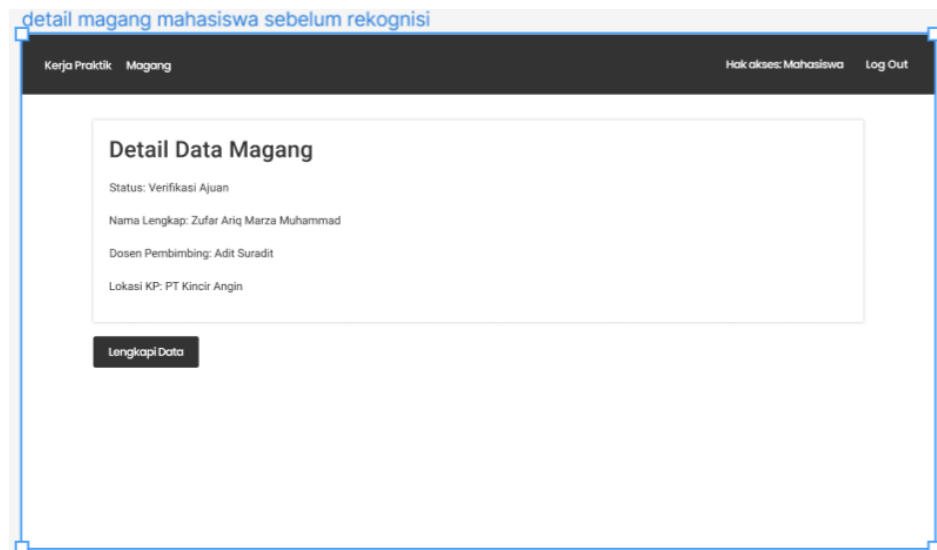 detail magang mahasiswa sebelum rekognisi
Kerja Praktik Magang Hak akses: Mahasiswa Log Out
Detail Data Magang
Status: Verifikasi Ajuan
Nama Lengkap: Zufar Ariq Marza Muhammad
Dosen Pembimbing: Adit Suradit
Lokasi KP: PT Kincir Angin
Lengkapi Data